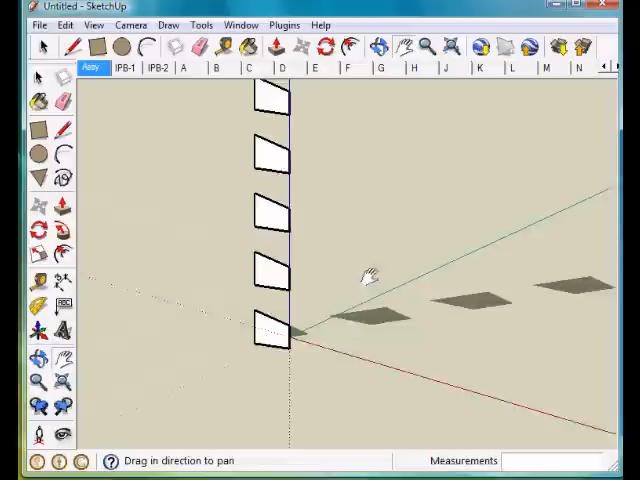 Untitled - SketchUp
File Edit View Camera Draw Tools Window Plugins Help
Assy IPB-1 IPB-2 A B C D E F G H J K L M N
ABC
Drag in direction to pan
Measurements